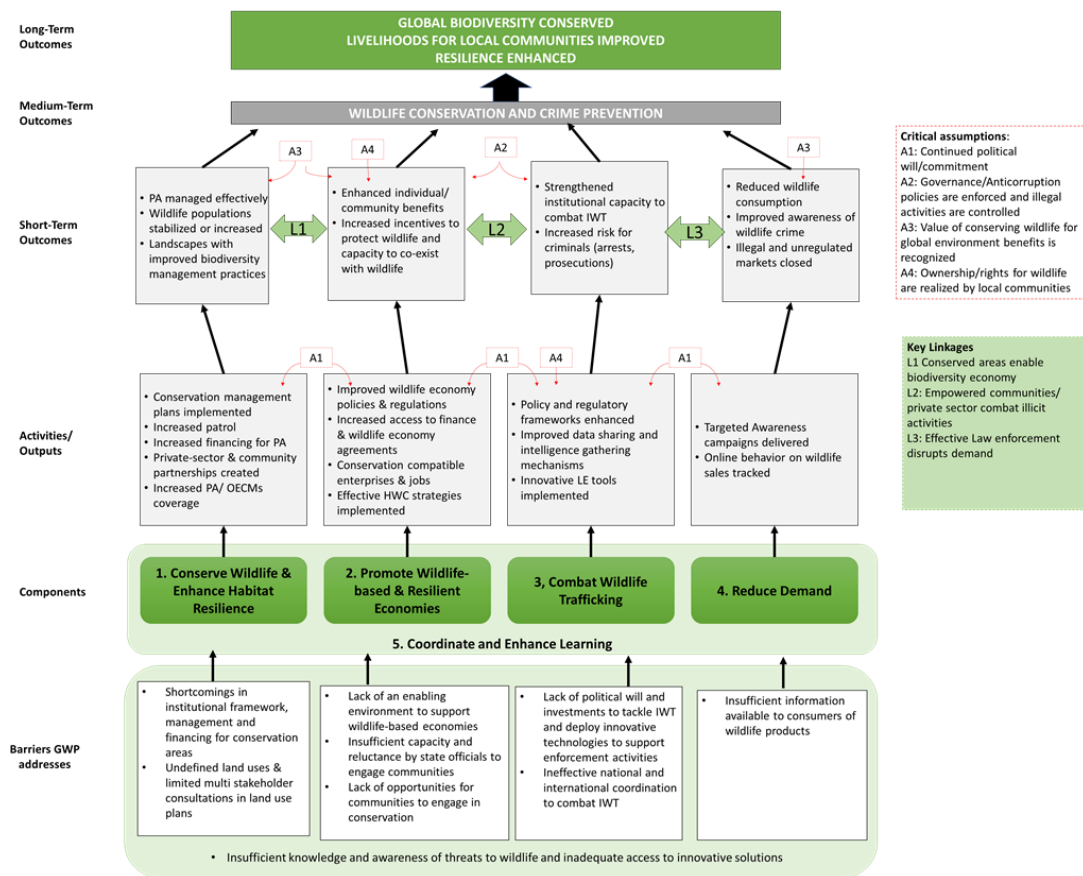 Long-Term
Outcomes
GLOBAL BIODIVERSITY CONSERVED
LIVELIHOODS FOR LOCAL COMMUNITIES IMPROVED
RESILIENCE ENHANCED
Medium-Term
Outcomes
WILDLIFE CONSERVATION AND CRIME PREVENTION
A3
A4
A2
A3
Short-Term
Outcomes
• PA managed effectively
• Wildlife populations
stabilized or increased
• Landscapes with
improved biodiversity
management practices
L1
• Enhanced individual/
community benefits
• Increased incentives to
protect wildlife and
capacity to co-exist
with wildlife
L2
• Strengthened
institutional capacity to
combat IWT
• Increased risk for
criminals (arrests,
prosecutions)
L3
• Reduced wildlife
consumption
• Improved awareness of
wildlife crime
• Illegal and unregulated
markets closed
Critical assumptions:
A1: Continued political
will/commitment
A2: Governance/Anticorruption
policies are enforced and illegal
activities are controlled
A3: Value of conserving wildlife for
global environment benefits is
recognized
A4: Ownership/rights for wildlife
are realized by local communities
Key Linkages
L1 Conserved areas enable
biodiversity economy
L2: Empowered communities/
private sector combat illicit
activities
L3: Effective Law enforcement
disrupts demand
A1
A1
A4
A1
Activities/
Outputs
• Conservation management
plans implemented
• Increased patrol
• Increased financing for PA
• Private-sector & community
partnerships created
• Increased PA/ OECMs
coverage
• Improved wildlife economy
policies & regulations
• Increased access to finance
& wildlife economy
agreements
• Conservation compatible
enterprises & jobs
• Effective HWC strategies
implemented
• Policy and regulatory
frameworks enhanced
• Improved data sharing and
intelligence gathering
mechanisms
• Innovative LE tools
implemented
• Targeted Awareness
campaigns delivered
• Online behavior on wildlife
sales tracked
Components
1. Conserve Wildlife &
Enhance Habitat
Resilience
2. Promote Wildlife-
based & Resilient
Economies
3, Combat Wildlife
Trafficking
4. Reduce Demand
5. Coordinate and Enhance Learning
Barriers GWP
addresses
• Shortcomings in
institutional framework,
management and
financing for conservation
areas
• Undefined land uses &
limited multi stakeholder
consultations in land use
plans
• Lack of an enabling
environment to support
wildlife-based economies
• Insufficient capacity and
reluctance by state officials to
engage communities
• Lack of opportunities for
communities to engage in
conservation
• Lack of political will and
investments to tackle IWT
and deploy innovative
technologies to support
enforcement activities
• Ineffective national and
international coordination
to combat IWT
• Insufficient information
available to consumers of
wildlife products
• Insufficient knowledge and awareness of threats to wildlife and inadequate access to innovative solutions